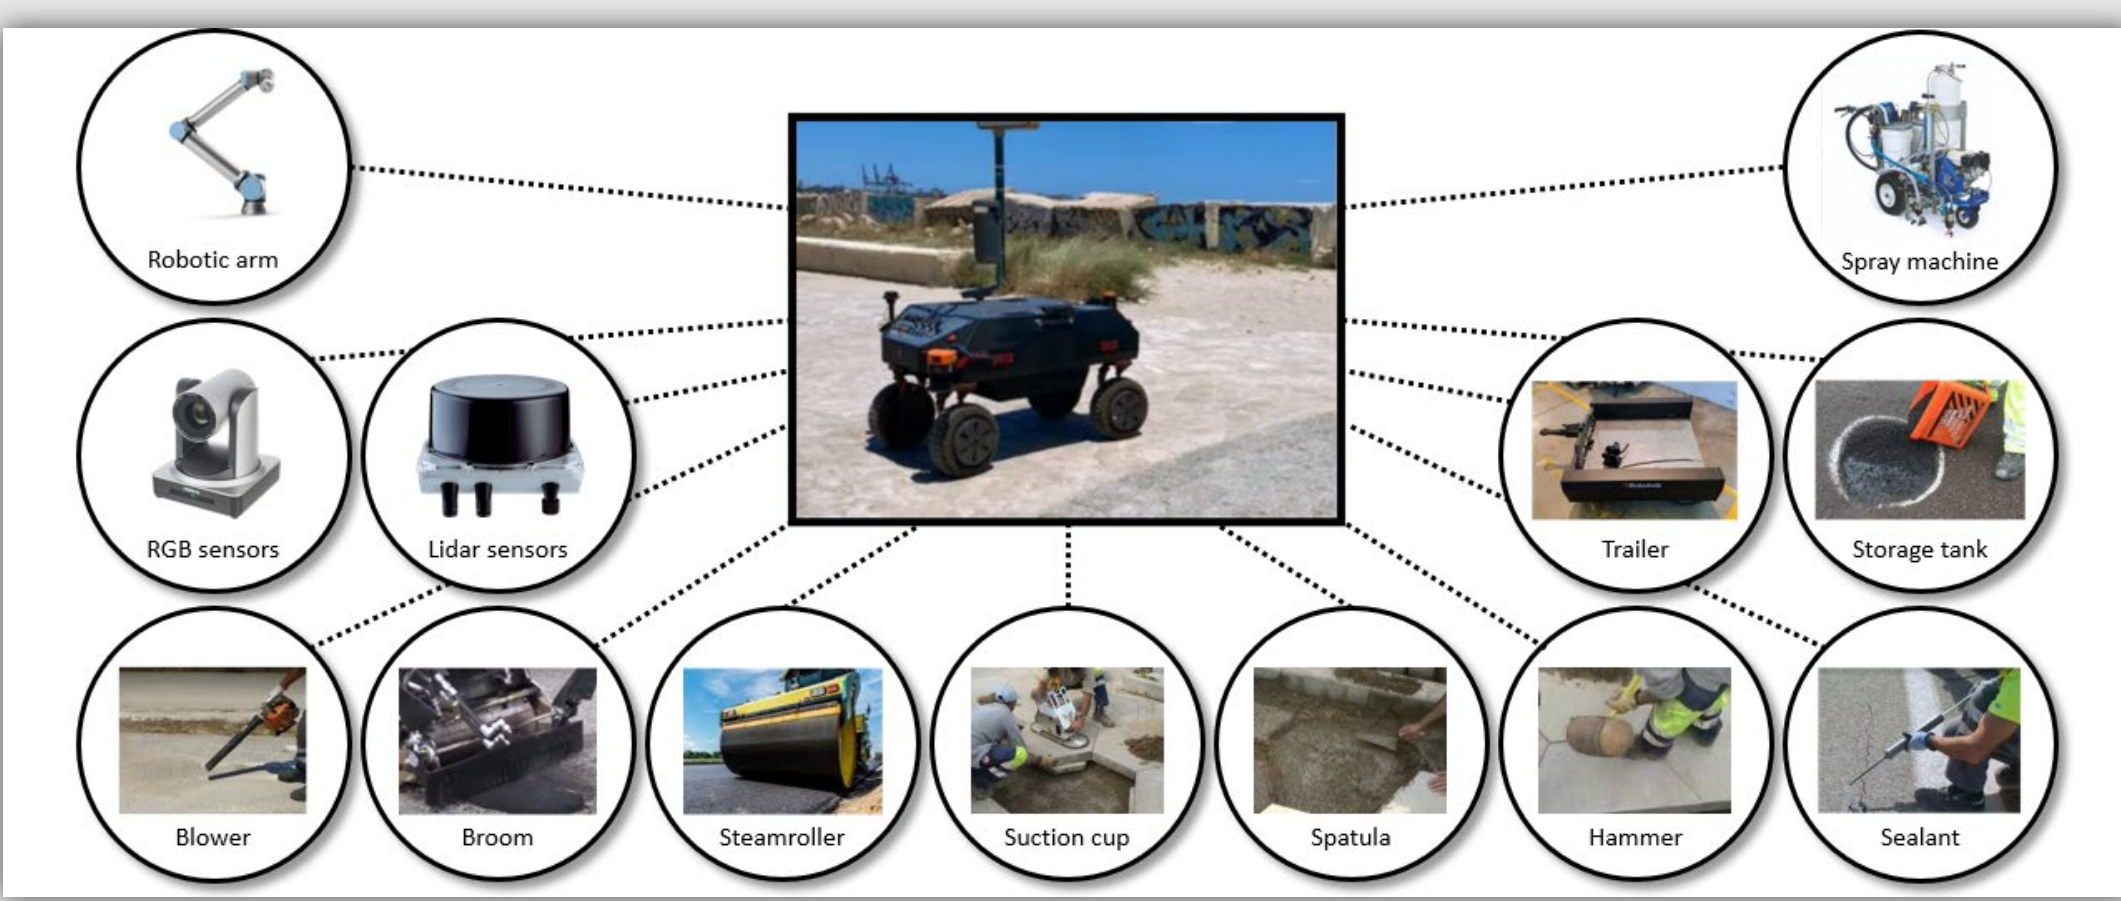 Robotic arm
Spray machine
RGB sensors
Lidar sensors
Trailer
Storage tank
Blower
Broom
Steamroller
Suction cup
Spatula
Hammer
Sealant